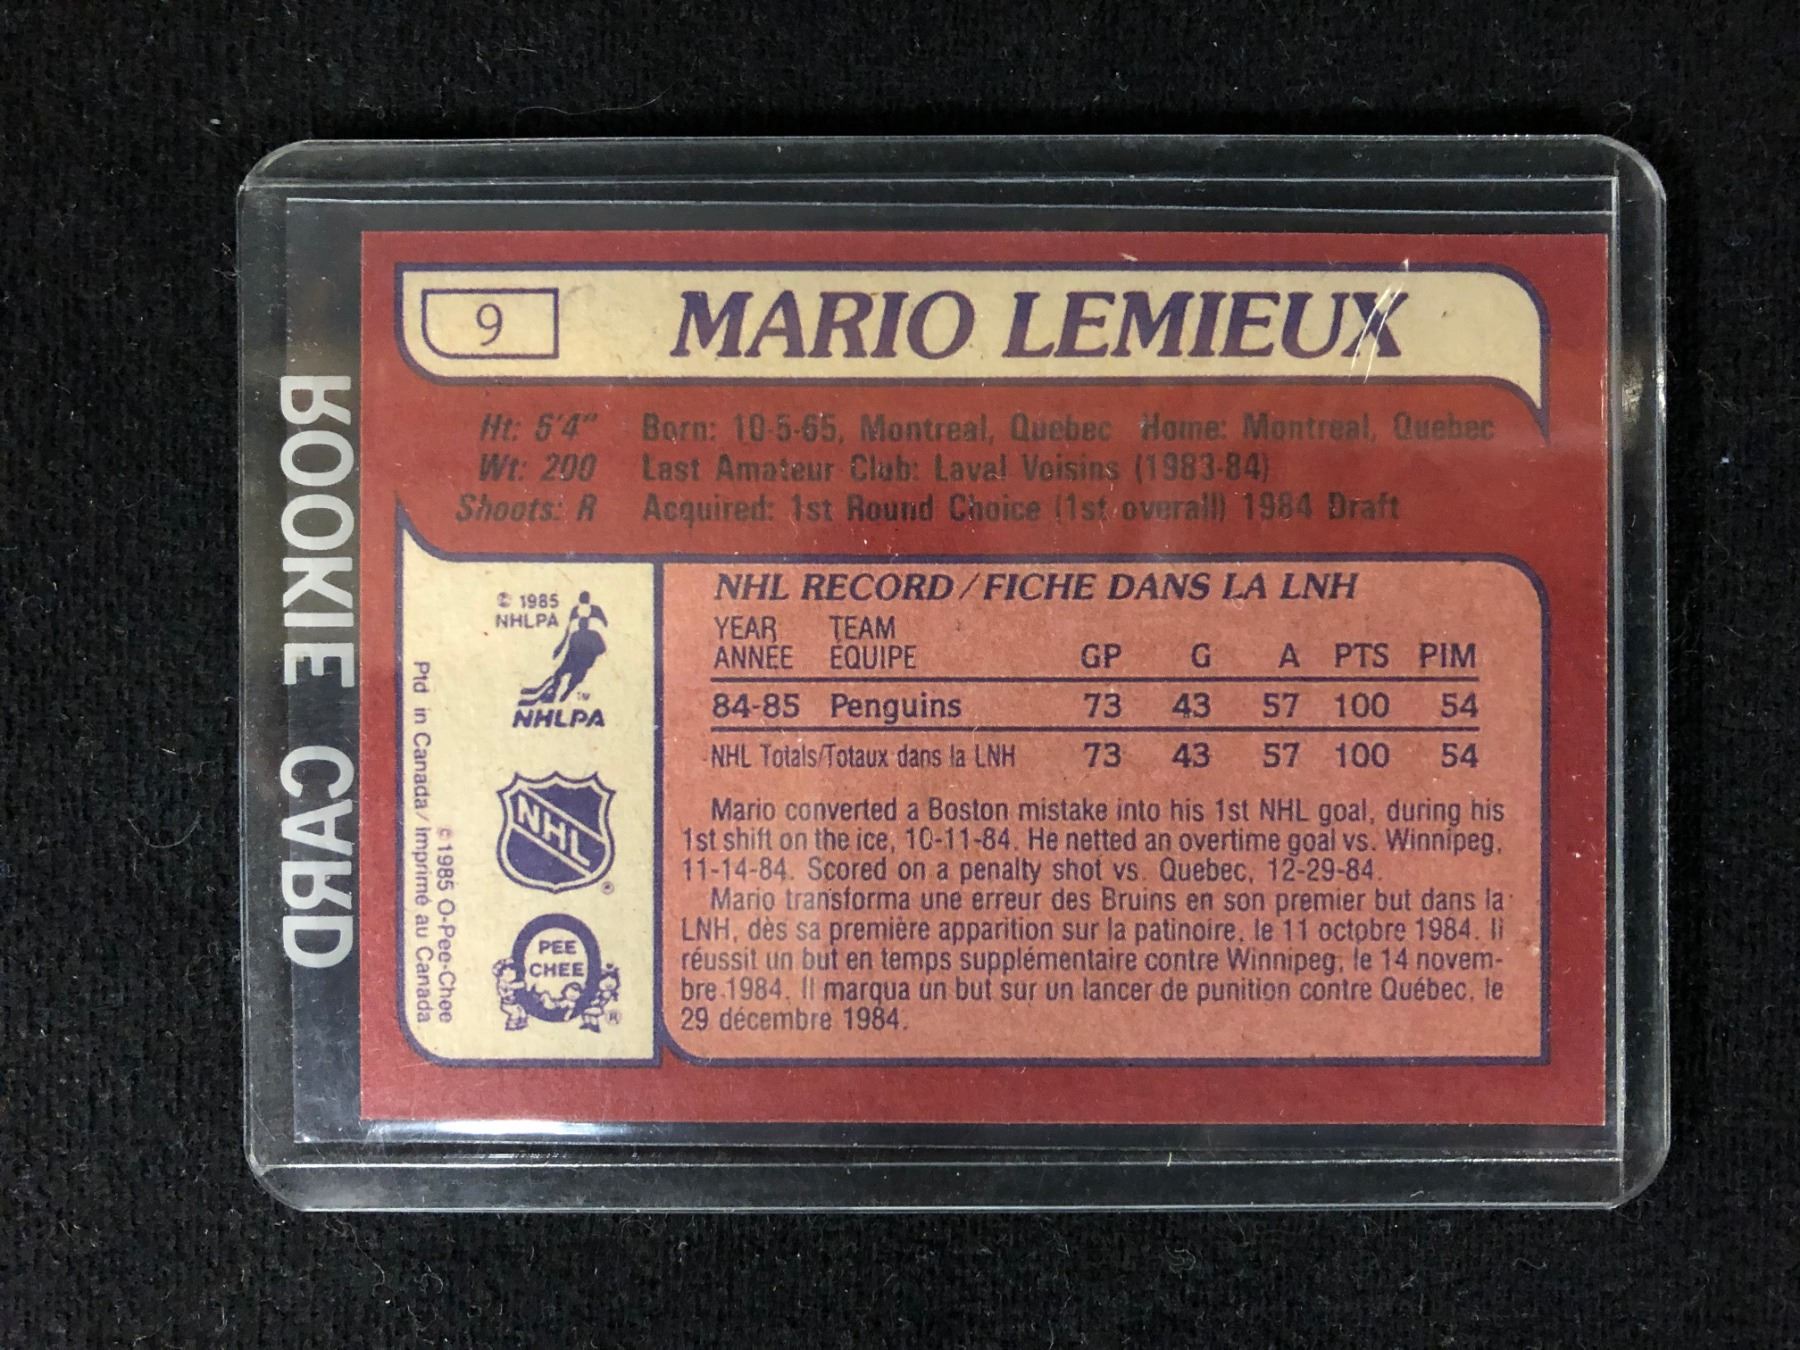 9
MARIO LEMIEUX
Ht: 6'4" Born: 10-5-65, Montreal, Quebec Home: Montreal, Quebec
Wt: 200 Last Amateur Club: Laval Voisins (1983-84)
Shoots: R Acquired: 1st Round Choice (1st overall) 1984 Draft
ROOKIE CARD
© 1985
NHLPA
NHLPA
TM
NHL
®
PEE
CHEE
®
© 1985 O-Pee-Chee
Ptd in Canada/Imprimé au Canada
NHL RECORD/FICHE DANS LA LNH
YEAR TEAM
ANNÉE ÉQUIPE GP G A PTS PIM
84-85 Penguins 73 43 57 100 54
NHL Totals/Totaux dans la LNH 73 43 57 100 54
Mario converted a Boston mistake into his 1st NHL goal, during his
1st shift on the ice, 10-11-84. He netted an overtime goal vs. Winnipeg,
11-14-84. Scored on a penalty shot vs. Quebec, 12-29-84.
Mario transforma une erreur des Bruins en son premier but dans la
LNH, dès sa première apparition sur la patinoire, le 11 octobre 1984. Il
réussit un but en temps supplémentaire contre Winnipeg, le 14 novem-
bre 1984. Il marqua un but sur un lancer de punition contre Québec, le
29 décembre 1984.